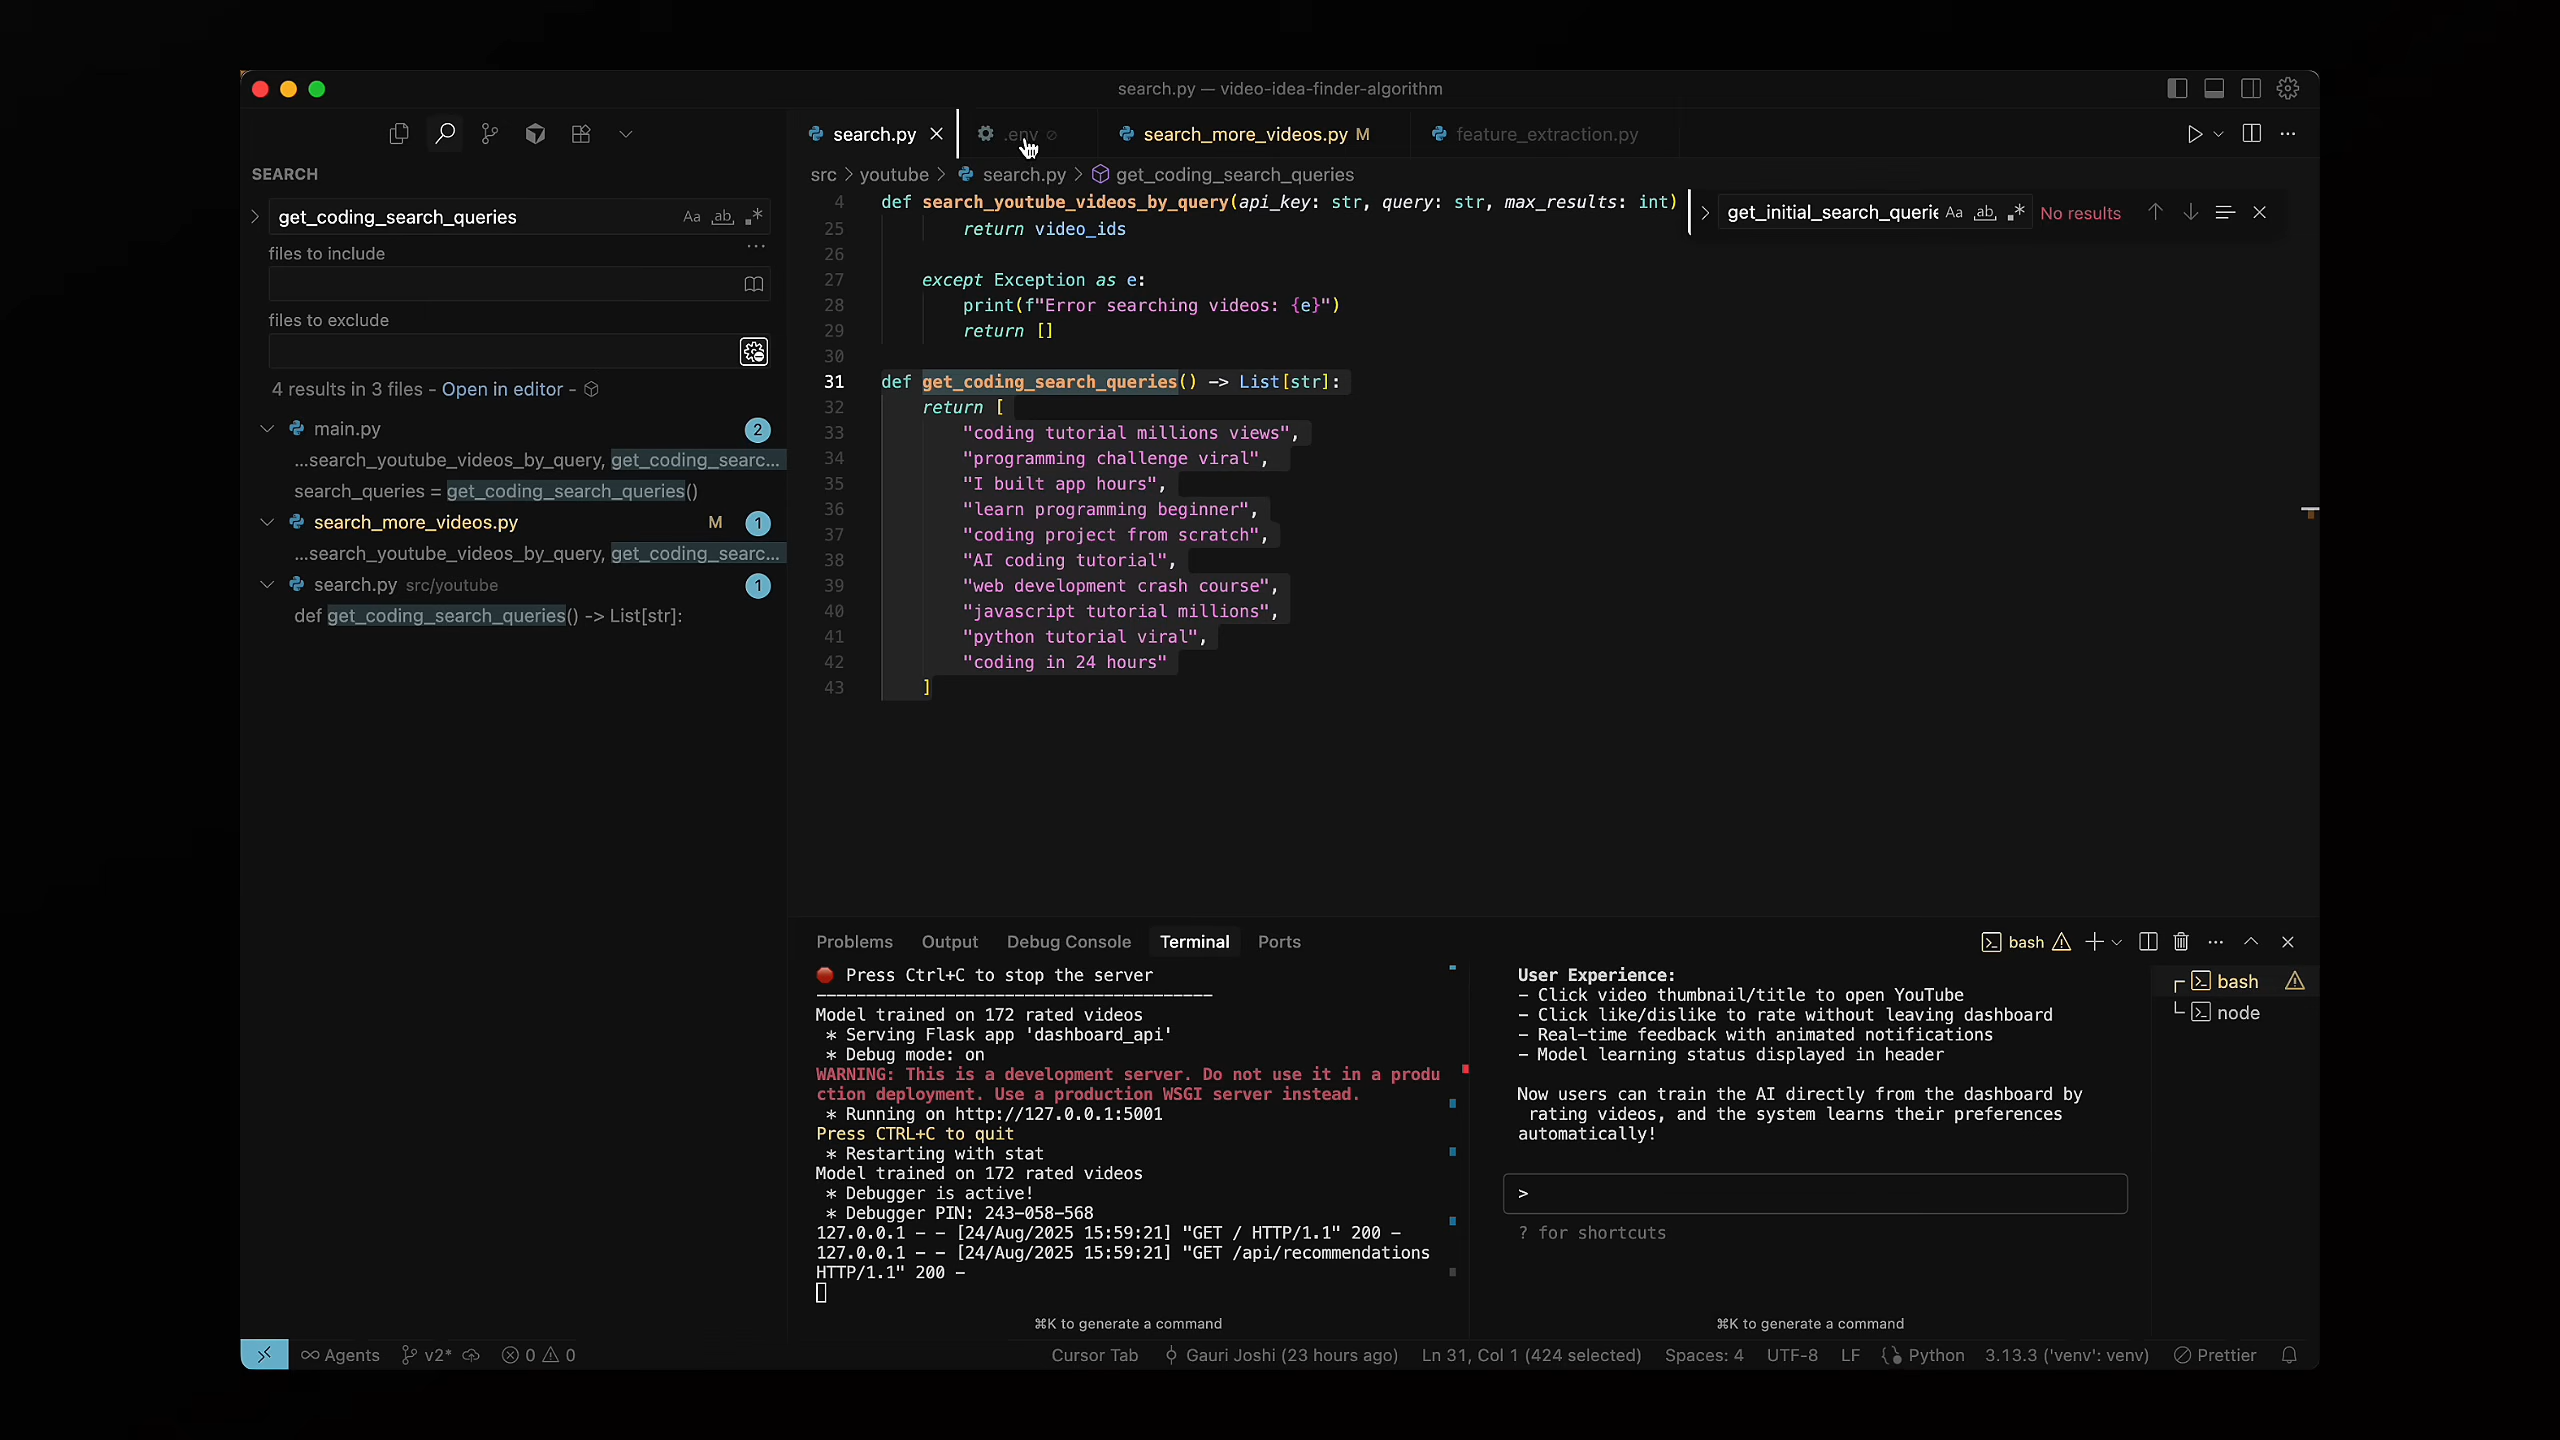 search.py — video-idea-finder-algorithm
SEARCH
get_coding_search_queries
Aa ab .*
files to include
files to exclude
4 results in 3 files - Open in editor -
main.py 2
...search_youtube_videos_by_query, get_coding_searc...
search_queries = get_coding_search_queries()
search_more_videos.py M 1
...search_youtube_videos_by_query, get_coding_searc...
search.py src/youtube 1
def get_coding_search_queries() -> List[str]:
search.py .env search_more_videos.py M feature_extraction.py
src > youtube > search.py > get_coding_search_queries
get_initial_search_querie Aa ab .* No results
4 def search_youtube_videos_by_query(api_key: str, query: str, max_results: int)
25 return video_ids
26
27 except Exception as e:
28 print(f"Error searching videos: {e}")
29 return []
30
31 def get_coding_search_queries() -> List[str]:
32 return [
33 "coding tutorial millions views",
34 "programming challenge viral",
35 "I built app hours",
36 "learn programming beginner",
37 "coding project from scratch",
38 "AI coding tutorial",
39 "web development crash course",
40 "javascript tutorial millions",
41 "python tutorial viral",
42 "coding in 24 hours"
43 ]
Problems Output Debug Console Terminal Ports
bash
Press Ctrl+C to stop the server
----------------------------------------
Model trained on 172 rated videos
* Serving Flask app 'dashboard_api'
* Debug mode: on
WARNING: This is a development server. Do not use it in a produ
ction deployment. Use a production WSGI server instead.
* Running on http://127.0.0.1:5001
Press CTRL+C to quit
* Restarting with stat
Model trained on 172 rated videos
* Debugger is active!
* Debugger PIN: 243-058-568
127.0.0.1 - - [24/Aug/2025 15:59:21] "GET / HTTP/1.1" 200 -
127.0.0.1 - - [24/Aug/2025 15:59:21] "GET /api/recommendations
HTTP/1.1" 200 -
⌘K to generate a command
User Experience:
- Click video thumbnail/title to open YouTube
- Click like/dislike to rate without leaving dashboard
- Real-time feedback with animated notifications
- Model learning status displayed in header
Now users can train the AI directly from the dashboard by
rating videos, and the system learns their preferences
automatically!
>
? for shortcuts
⌘K to generate a command
bash
node
Agents v2* 0 0
Cursor Tab Gauri Joshi (23 hours ago) Ln 31, Col 1 (424 selected) Spaces: 4 UTF-8 LF Python 3.13.3 ('venv': venv) Prettier